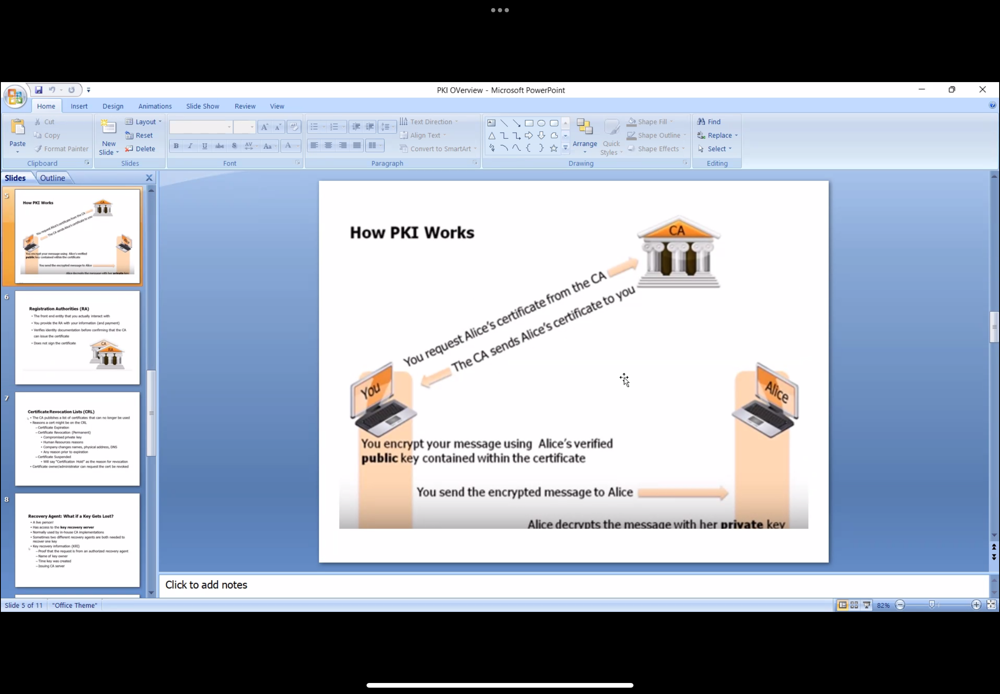 PKI OVerview - Microsoft PowerPoint
Home Insert Design Animations Slide Show Review View
Paste
Cut
Copy
Format Painter
Clipboard
New
Slide
Layout
Reset
Delete
Slides
B I U abc S AV Aa A
Font
Text Direction
Align Text
Convert to SmartArt
Paragraph
Arrange
Quick
Styles
Shape Fill
Shape Outline
Shape Effects
Drawing
Find
Replace
Select
Editing
Slides Outline X
5
How PKI Works
CA
You request Alice's certificate from the CA
The CA sends Alice's certificate to you
You
Alice
You encrypt your message using Alice's verified
public key contained within the certificate
You send the encrypted message to Alice
Alice decrypts the message with her private key
6
Registration Authorities (RA)
• The front end entity that you actually interact with
• You provide the RA with your information (and payment)
• Verifies identity documentation before confirming that the CA
can issue the certificate
• Does not sign the certificate
CA
RA
7
Certificate Revocation Lists (CRL)
• The CA publishes a list of certificates that can no longer be used
• Reasons a cert might be on the CRL
– Certificate Expiration
– Certificate Revocation (Permanent)
• Compromised private key
• Human Resources reasons
• Company changes names, physical address, DNS
• Any reason prior to expiration
– Certificate Suspended
• Will say "Certification Hold" as the reason for revocation
• Certificate owner/administrator can request the cert be revoked
8
Recovery Agent: What if a Key Gets Lost?
• A live person!
• Has access to the key recovery server
• Normally used by in-house CA implementations
• Sometimes two different recovery agents are both needed to
recover one key
• Key recovery information (KRI)
– Proof that the request is from an authorized recovery agent
– Name of key owner
– Time key was created
– Issuing CA server
How PKI Works
CA
You request Alice's certificate from the CA
The CA sends Alice's certificate to you
You
Alice
You encrypt your message using Alice's verified
public key contained within the certificate
You send the encrypted message to Alice
Alice decrypts the message with her private key
Click to add notes
Slide 5 of 11 "Office Theme" 82%